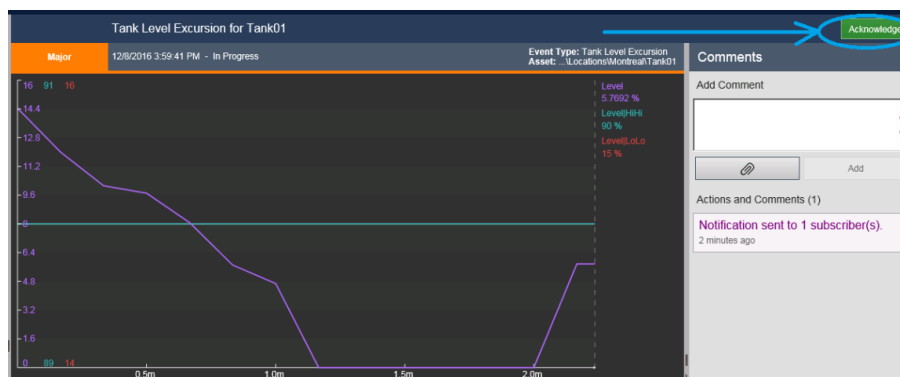 Tank Level Excursion for Tank01
Acknowledge
Major
12/8/2016 3:59:41 PM - In Progress
Event Type: Tank Level Excursion
Asset: ...\Locations\Montreal\Tank01
Comments
16 91 16
14.4
12.8
11.2
9.6
8
6.4
4.8
3.2
1.6
0 89 14
0.5m 1.0m 1.5m 2.0m
Level
5.7692 %
Level|HiHi
90 %
Level|LoLo
15 %
Add Comment
Add
Actions and Comments (1)
Notification sent to 1 subscriber(s).
2 minutes ago